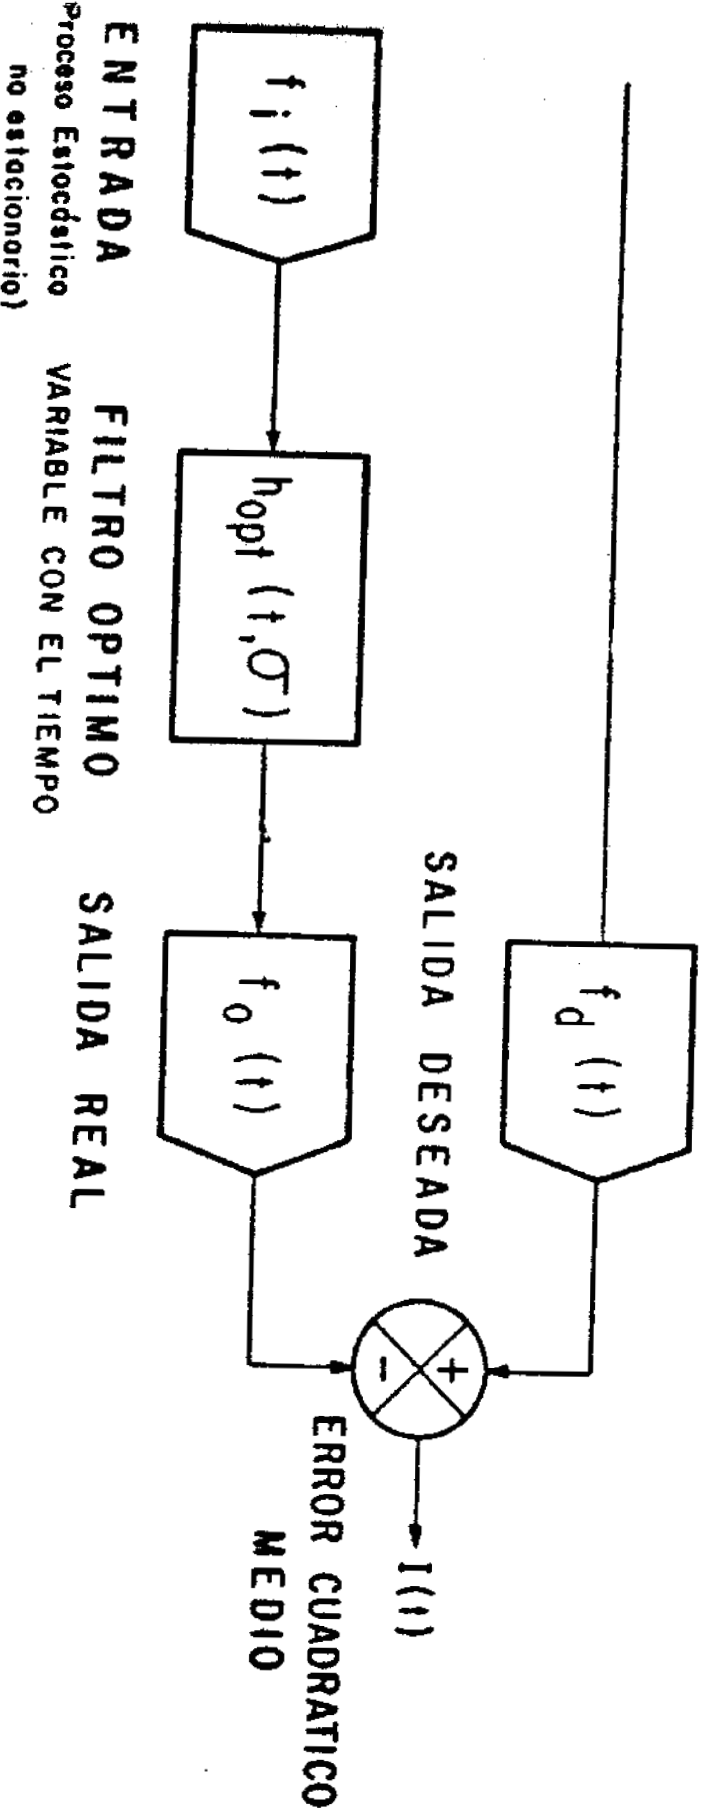 f_d (t)
SALIDA DESEADA
+
-
I(t)
ERROR CUADRATICO
MEDIO
f_i (t)
h_opt (t,σ)
f_o (t)
ENTRADA
Proceso Estocástico
no estacionario)
FILTRO OPTIMO
VARIABLE CON EL TIEMPO
SALIDA REAL